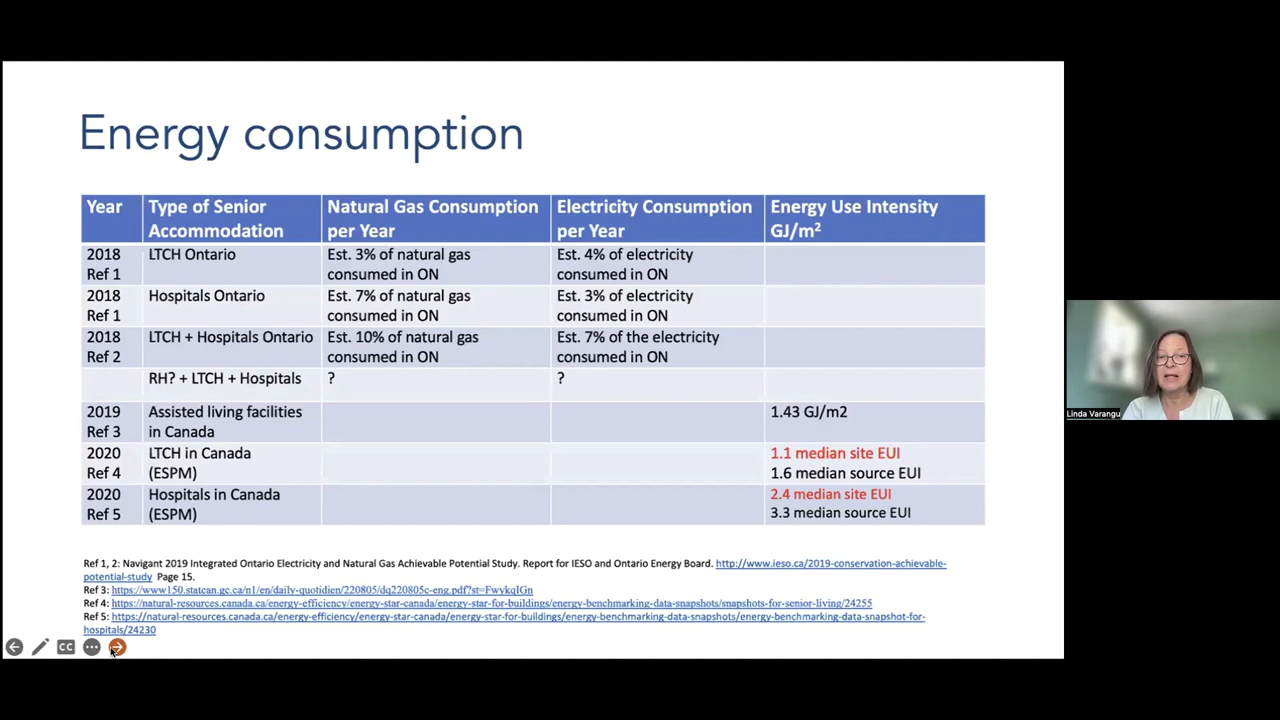 Energy consumption
Year
Type of Senior
Accommodation
Natural Gas Consumption
per Year
Electricity Consumption
per Year
Energy Use Intensity
GJ/m²
2018
Ref 1
LTCH Ontario
Est. 3% of natural gas
consumed in ON
Est. 4% of electricity
consumed in ON
2018
Ref 1
Hospitals Ontario
Est. 7% of natural gas
consumed in ON
Est. 3% of electricity
consumed in ON
2018
Ref 2
LTCH + Hospitals Ontario
Est. 10% of natural gas
consumed in ON
Est. 7% of the electricity
consumed in ON
RH? + LTCH + Hospitals
?
?
2019
Ref 3
Assisted living facilities
in Canada
1.43 GJ/m2
2020
Ref 4
LTCH in Canada
(ESPM)
1.1 median site EUI
1.6 median source EUI
2020
Ref 5
Hospitals in Canada
(ESPM)
2.4 median site EUI
3.3 median source EUI
Ref 1, 2: Navigant 2019 Integrated Ontario Electricity and Natural Gas Achievable Potential Study. Report for IESO and Ontario Energy Board. http://www.ieso.ca/2019-conservation-achievable-
potential-study Page 15.
Ref 3: https://www150.statcan.gc.ca/n1/en/daily-quotidien/220805/dq220805c-eng.pdf?st=FwykqIGn
Ref 4: https://natural-resources.canada.ca/energy-efficiency/energy-star-canada/energy-star-for-buildings/energy-benchmarking-data-snapshots/snapshots-for-senior-living/24255
Ref 5: https://natural-resources.canada.ca/energy-efficiency/energy-star-canada/energy-star-for-buildings/energy-benchmarking-data-snapshots/energy-benchmarking-data-snapshot-for-
hospitals/24230
CC
Linda Varangu